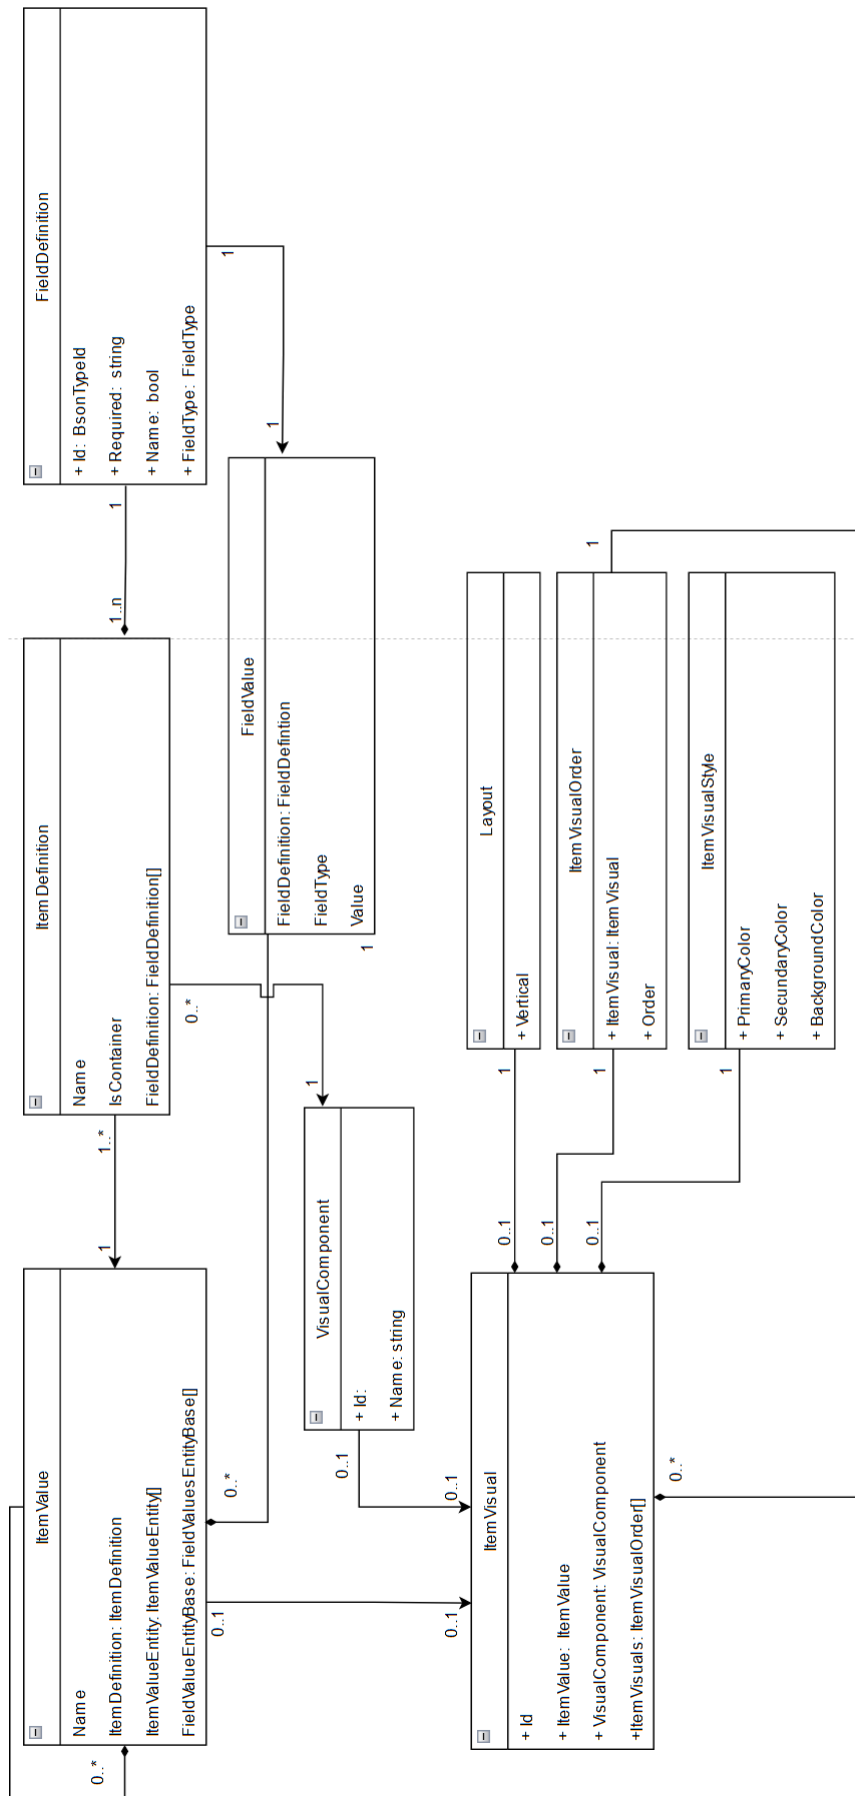 ItemValue
Name
ItemDefinition: ItemDefinition
ItemValueEntity: ItemValueEntity[]
FieldValueEntityBase: FieldValuesEntityBase[]
0..*
0..1
0..*
1
1..*
ItemDefinition
Name
IsContainer
FieldDefinition: FieldDefinition[]
0..*
1..n
1
FieldDefinition
+ Id: BsonTypeId
+ Required: string
+ Name: bool
+ FieldType: FieldType
1
1
FieldValue
FieldDefinition: FieldDefintion
FieldType
Value
1
1
VisualComponent
+ Id:
+ Name: string
0..1
0..1
0..1
ItemVisual
+ Id
+ ItemValue: ItemValue
+ VisualComponent: VisualComponent
+ItemVisuals: ItemVisualOrder[]
0..*
0..1
0..1
0..1
1
1
1
Layout
+ Vertical
ItemVisualOrder
+ ItemVisual: ItemVisual
+ Order
1
ItemVisualStyle
+ PrimaryColor
+ SecundaryColor
+ BackgroundColor